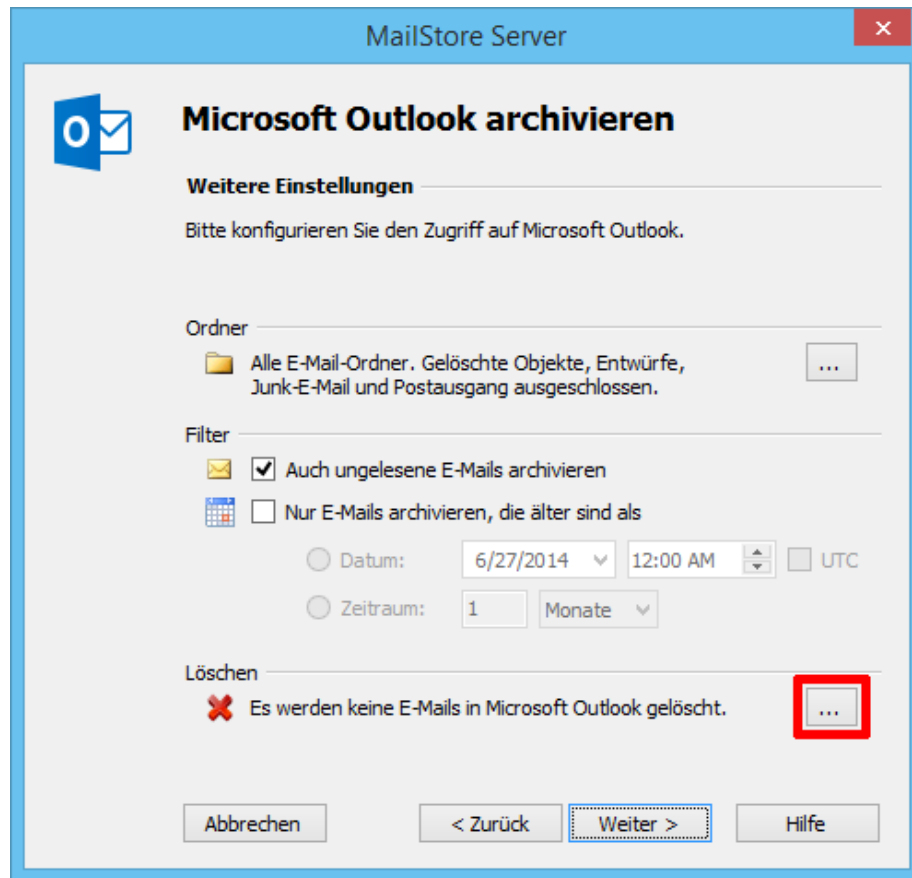 MailStore Server
Microsoft Outlook archivieren
Weitere Einstellungen
Bitte konfigurieren Sie den Zugriff auf Microsoft Outlook.
Ordner
Alle E-Mail-Ordner. Gelöschte Objekte, Entwürfe,
Junk-E-Mail und Postausgang ausgeschlossen.
...
Filter
Auch ungelesene E-Mails archivieren
Nur E-Mails archivieren, die älter sind als
Datum: 6/27/2014 12:00 AM UTC
Zeitraum: 1 Monate
Löschen
Es werden keine E-Mails in Microsoft Outlook gelöscht. ...
Abbrechen < Zurück Weiter > Hilfe